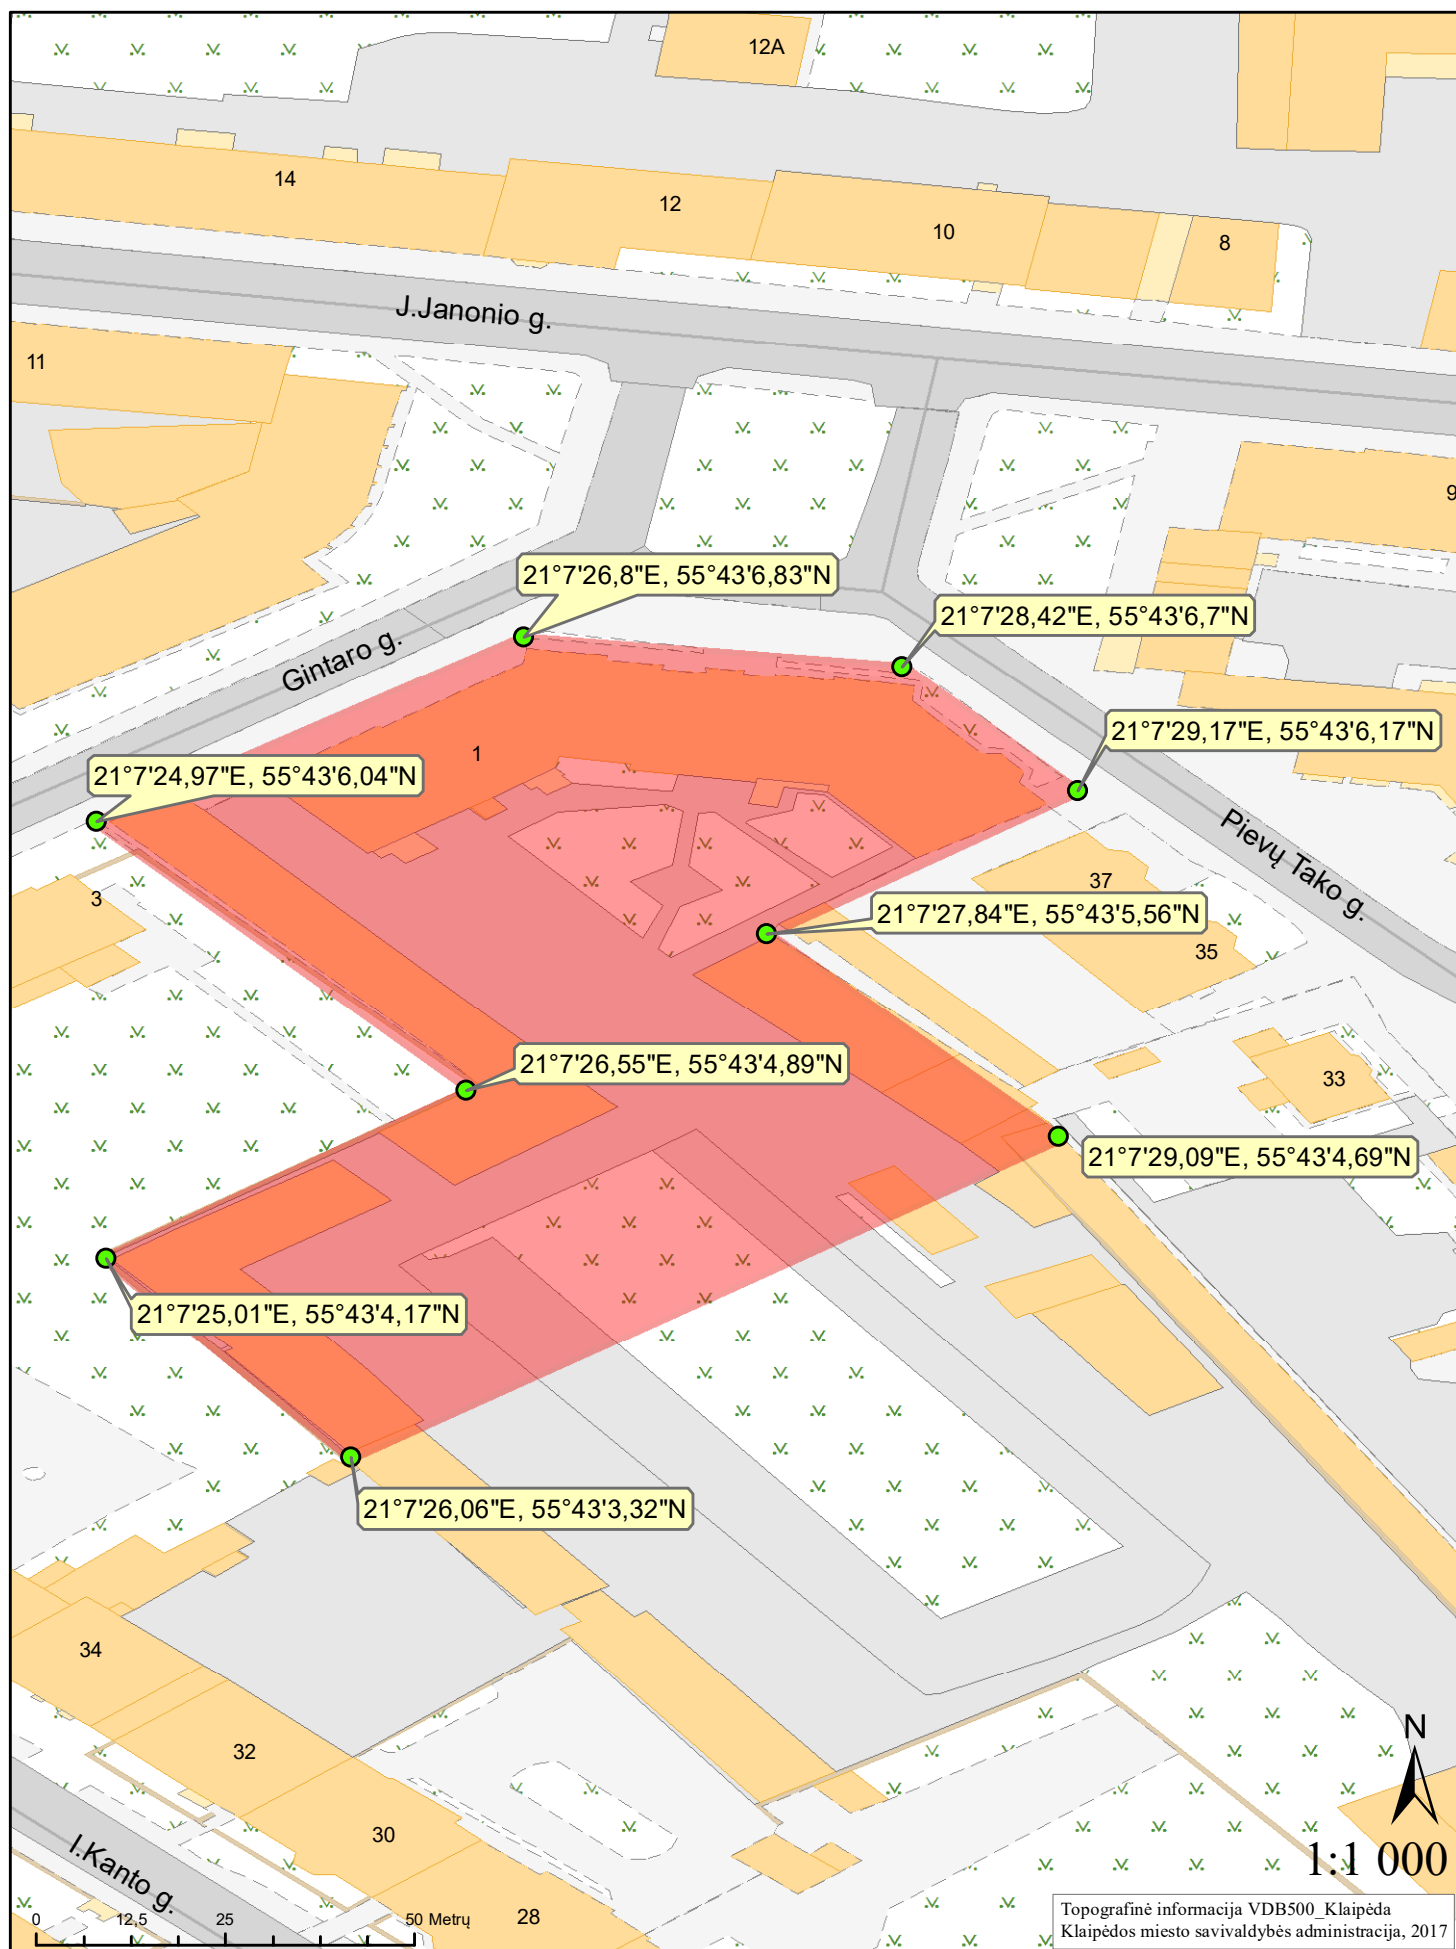 12A
14
12
10
8
J.Janonio g.
11
9
21°7'26,8"E, 55°43'6,83"N
21°7'28,42"E, 55°43'6,7"N
Gintaro g.
21°7'29,17"E, 55°43'6,17"N
1
21°7'24,97"E, 55°43'6,04"N
Pievų Tako g.
37
3
21°7'27,84"E, 55°43'5,56"N
35
21°7'26,55"E, 55°43'4,89"N
33
21°7'29,09"E, 55°43'4,69"N
21°7'25,01"E, 55°43'4,17"N
21°7'26,06"E, 55°43'3,32"N
34
N
32
30
1:1 000
I.Kanto g.
28
0 12,5 25 50 Metrų
Topografinė informacija VDB500_Klaipėda
Klaipėdos miesto savivaldybės administracija, 2017